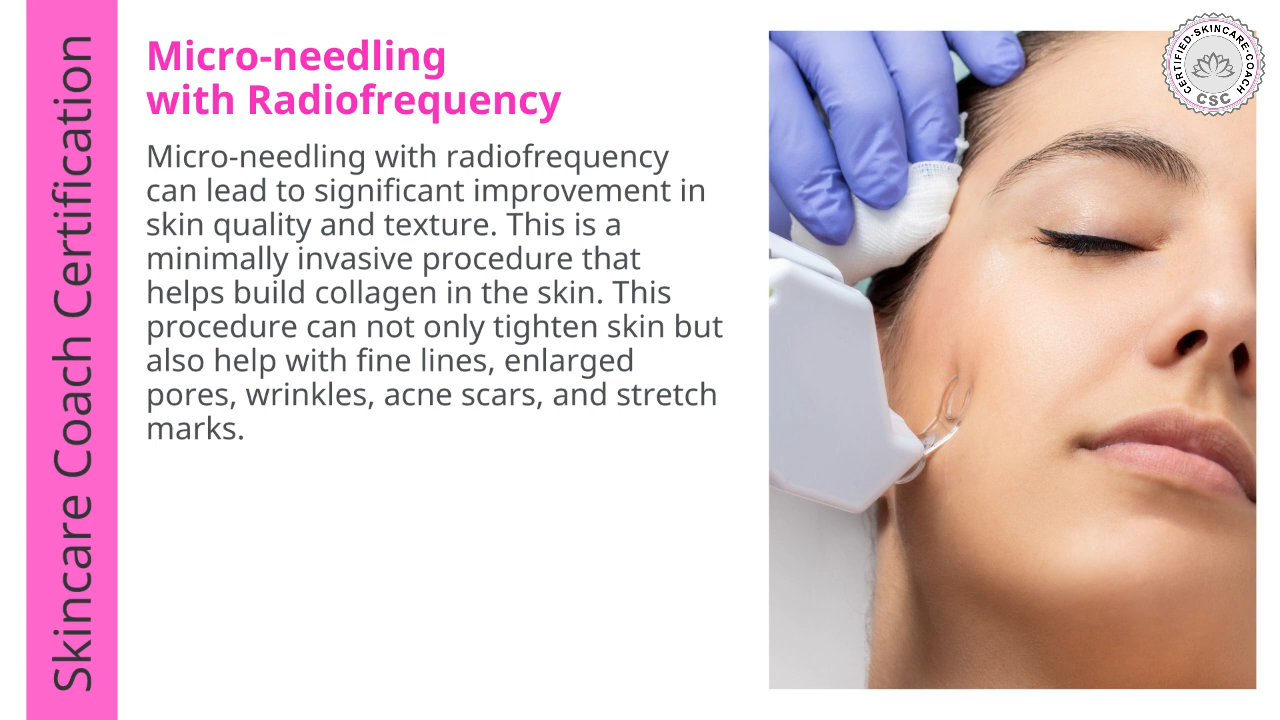 Skincare Coach Certification
Micro-needling
with Radiofrequency
Micro-needling with radiofrequency
can lead to significant improvement in
skin quality and texture. This is a
minimally invasive procedure that
helps build collagen in the skin. This
procedure can not only tighten skin but
also help with fine lines, enlarged
pores, wrinkles, acne scars, and stretch
marks.
CERTIFIED•SKINCARE•COACH
CSC